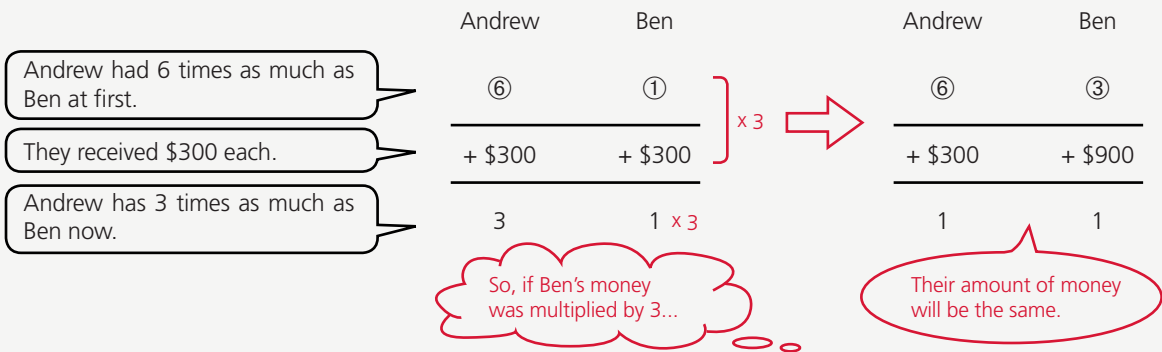 Andrew Ben Andrew Ben
Andrew had 6 times as much as
Ben at first.
⑥ ① ⑥ ③
x 3
They received $300 each.
+ $300 + $300 + $300 + $900
Andrew has 3 times as much as
Ben now.
3 1 x 3 1 1
So, if Ben’s money
was multiplied by 3...
Their amount of money
will be the same.